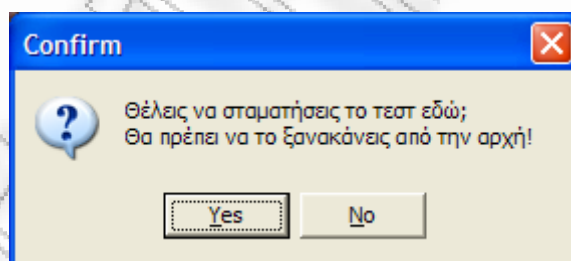 Confirm
Θέλεις να σταματήσεις το τεστ εδώ;
Θα πρέπει να το ξανακάνεις από την αρχή!
Yes
No